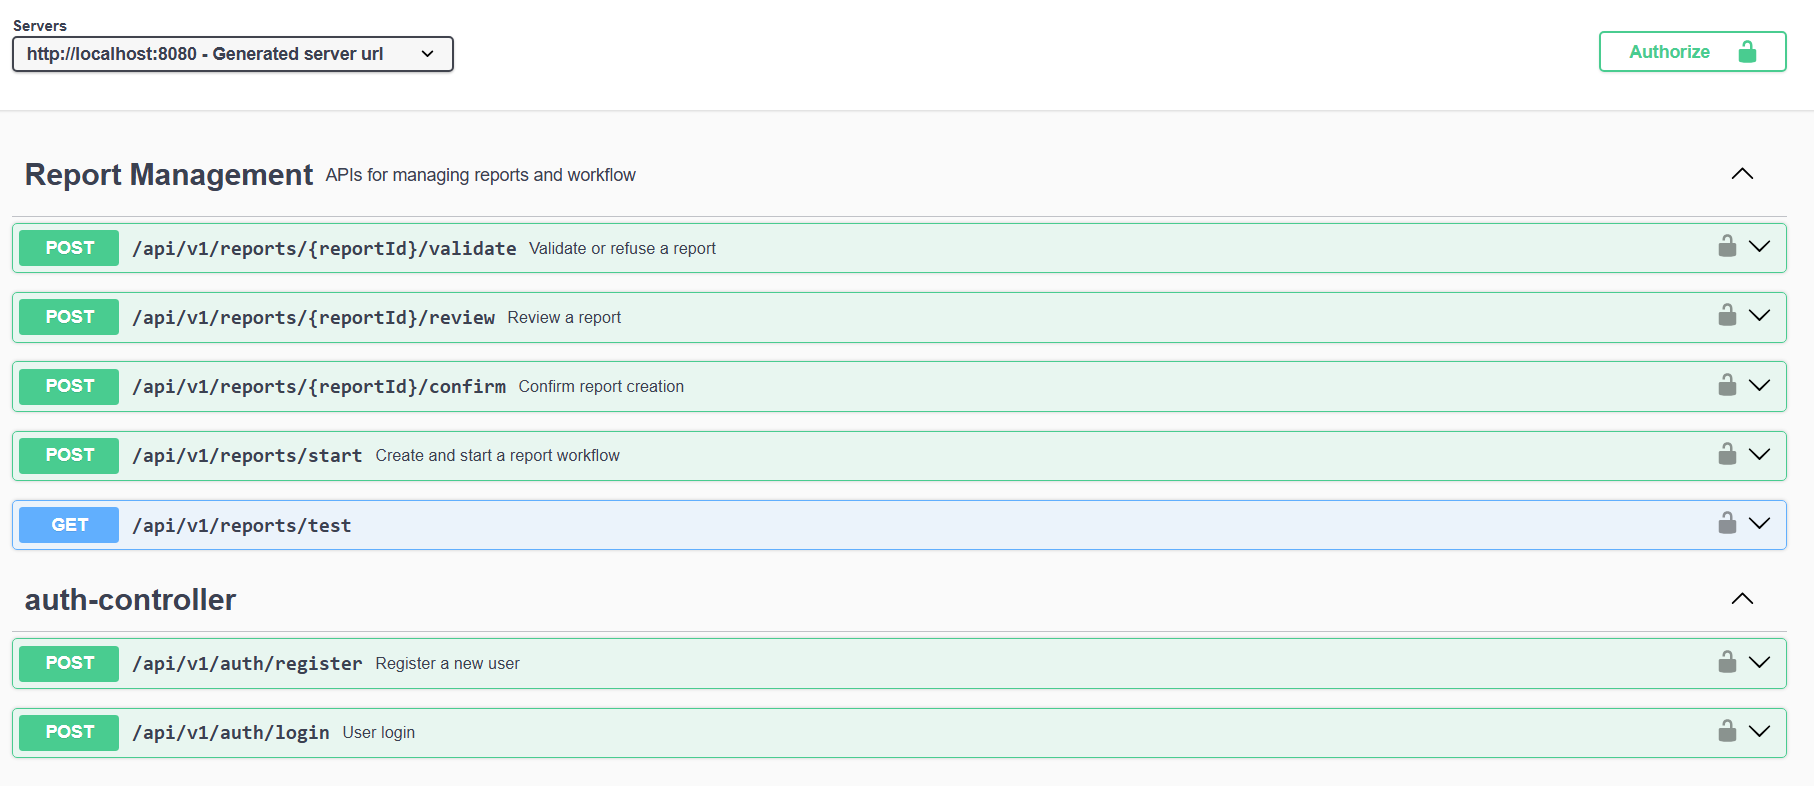 Servers
http://localhost:8080 - Generated server url
Authorize
Report Management APIs for managing reports and workflow
POST /api/v1/reports/{reportId}/validate Validate or refuse a report
POST /api/v1/reports/{reportId}/review Review a report
POST /api/v1/reports/{reportId}/confirm Confirm report creation
POST /api/v1/reports/start Create and start a report workflow
GET /api/v1/reports/test
auth-controller
POST /api/v1/auth/register Register a new user
POST /api/v1/auth/login User login